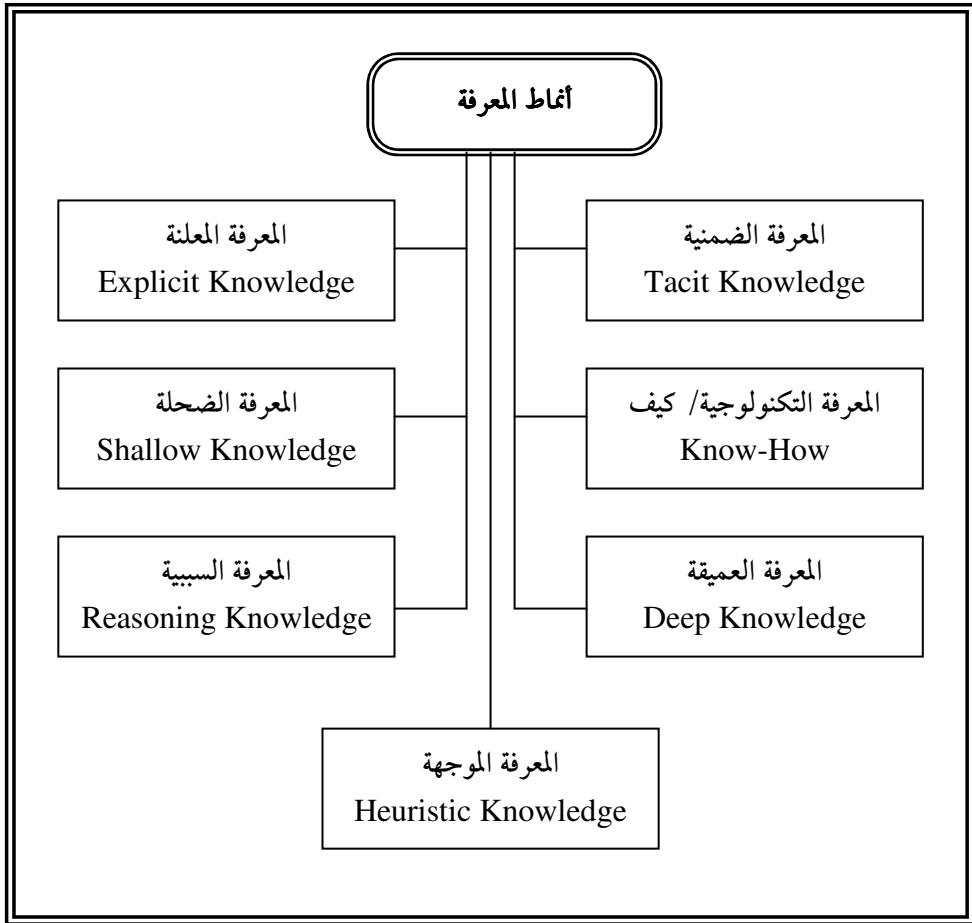 أنماط المعرفة
المعرفة الضمنية
Tacit Knowledge
المعرفة المعلنة
Explicit Knowledge
المعرفة التكنولوجية/ كيف
Know-How
المعرفة الضحلة
Shallow Knowledge
المعرفة العميقة
Deep Knowledge
المعرفة السببية
Reasoning Knowledge
المعرفة الموجهة
Heuristic Knowledge